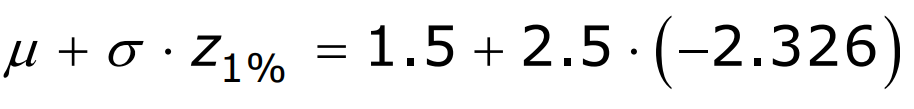 μ + σ · z1% = 1.5 + 2.5 · (−2.326)